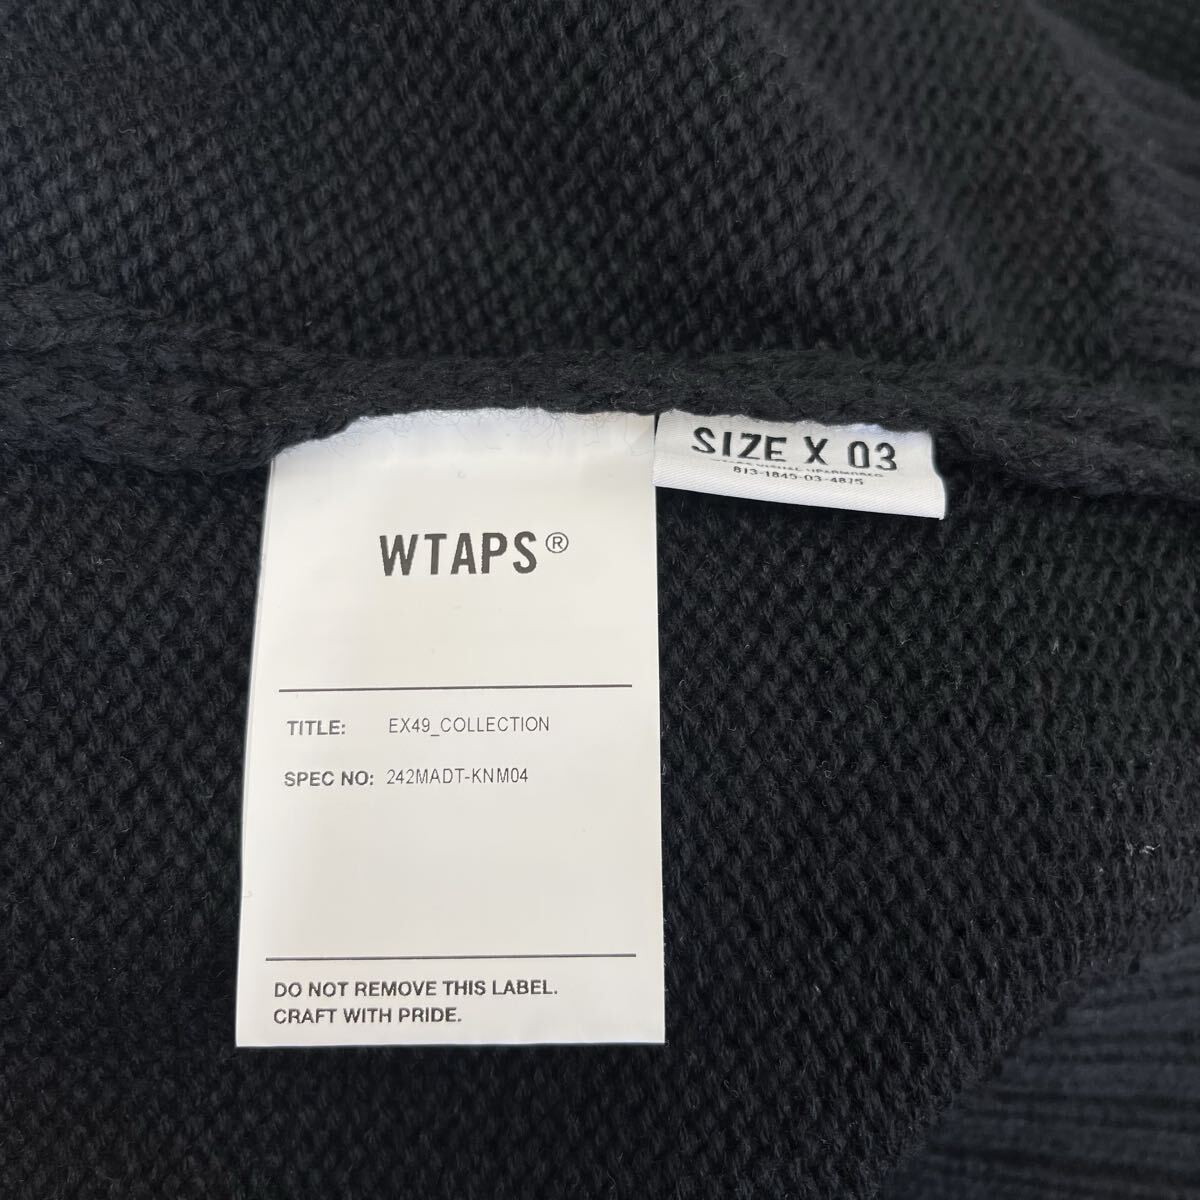 SIZE X 03
813-1845-03-4875
WTAPS®
TITLE: EX49_COLLECTION
SPEC NO: 242MADT-KNM04
DO NOT REMOVE THIS LABEL.
CRAFT WITH PRIDE.